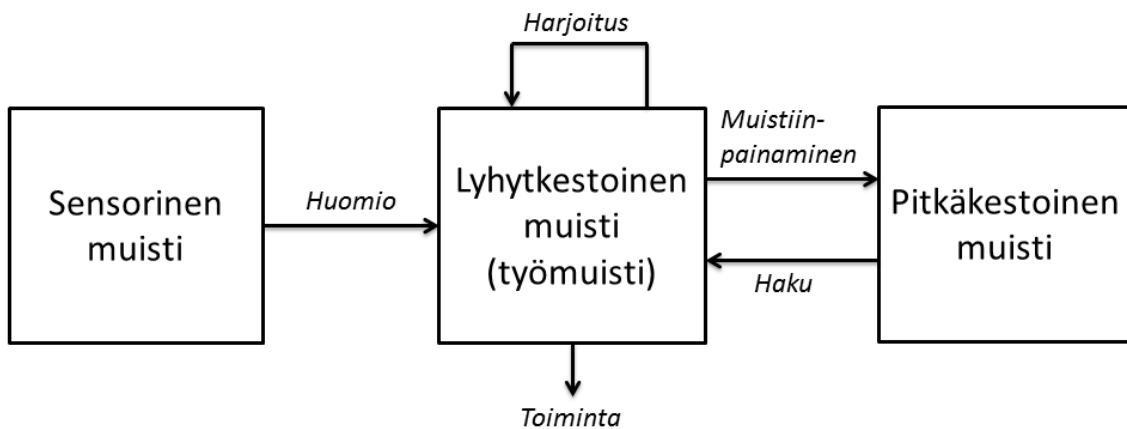 Harjoitus
Sensorinen
muisti
Huomio
Lyhytkestoinen
muisti
(työmuisti)
Muistiin-
painaminen
Haku
Pitkäkestoinen
muisti
Toiminta